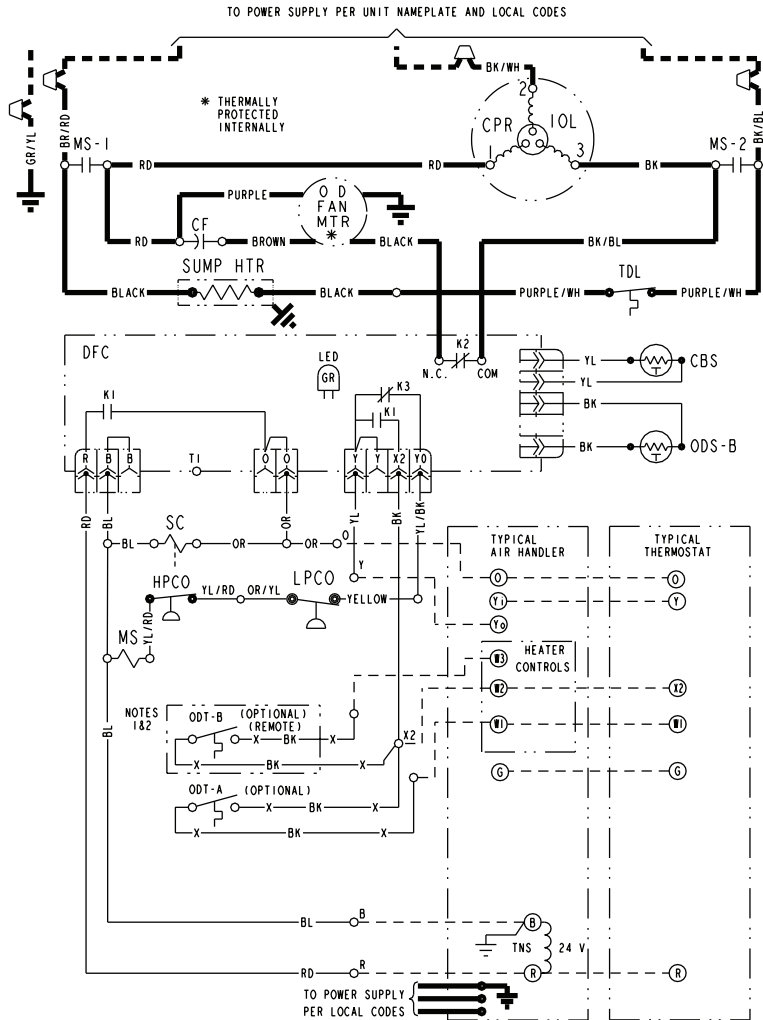 TO POWER SUPPLY PER UNIT NAMEPLATE AND LOCAL CODES
BK/WH
* THERMALLY
PROTECTED
INTERNALLY
2
CPR IOL
1 3
GR/YL
BR/RD
BK/BL
MS-1
MS-2
RD
RD
BK
PURPLE
O D
FAN
MTR
*
CF
RD
BROWN
BLACK
BK/BL
SUMP HTR
TDL
BLACK
BLACK
PURPLE/WH
PURPLE/WH
DFC
LED
GR
K2
N.C. COM
K3
K1
K1
YL
YL
CBS
BK
BK
ODS-B
R B B
T1
O O
Y Y X2 YO
RD
BL
OR
YL
BK
YL/BK
SC
BL
OR
OR
O
HPCO
YL/RD
OR/YL
LPCO
YELLOW
Y
MS
YL/RD
TYPICAL
AIR HANDLER
TYPICAL
THERMOSTAT
O
O
Yi
Y
Yo
HEATER
CONTROLS
W3
W2
X2
W1
W1
G
G
NOTES
1&2
ODT-B
(OPTIONAL)
(REMOTE)
X BK X
X BK X
X2
BL
ODT-A
(OPTIONAL)
X BK X
X BK X
BL
B
B
TNS
24 V
RD
R
R
R
TO POWER SUPPLY
PER LOCAL CODES